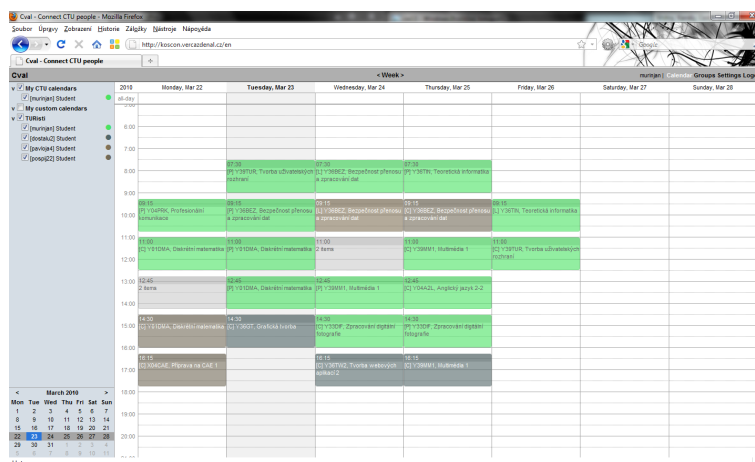 Cval - Connect CTU people - Mozilla Firefox
Soubor Úpravy Zobrazení Historie Záložky Nástroje Nápověda
http://koscon.vercazdenal.cz/en
Google
Cval - Connect CTU people
Cval
< Week >
murinjan | Calendar Groups Settings Log
v My CTU calendars
[murinjan] Student
v My custom calendars
v TURisti
[murinjan] Student
[dostalu2] Student
[pavloja4] Student
[pospij22] Student
2010 Monday, Mar 22 Tuesday, Mar 23 Wednesday, Mar 24 Thursday, Mar 25 Friday, Mar 26 Saturday, Mar 27 Sunday, Mar 28
all-day
6:00
7:00
8:00
07:30
[P] Y39TUR, Tvorba uživatelských
rozhraní
07:30
[L] Y36BEZ, Bezpečnost přenosu
a zpracování dat
07:30
[P] Y36TIN, Teoretická informatika
9:00
09:15
[P] Y04PRK, Profesionální
komunikace
09:15
[P] Y36BEZ, Bezpečnost přenosu
a zpracování dat
09:15
[L] Y36BEZ, Bezpečnost přenosu
a zpracování dat
09:15
[C] Y36BEZ, Bezpečnost přenosu
a zpracování dat
09:15
[L] Y36TIN, Teoretická informatika
10:00
11:00
11:00
[C] Y01DMA, Diskrétní matematika
11:00
[P] Y01DMA, Diskrétní matematika
11:00
2 items
11:00
[C] Y39MM1, Multimédia 1
11:00
[C] Y39TUR, Tvorba uživatelských
rozhraní
12:00
13:00
12:45
2 items
12:45
[P] Y01DMA, Diskrétní matematika
12:45
[P] Y39MM1, Multimédia 1
12:45
[C] Y04A2L, Anglický jazyk 2-2
14:00
14:30
[C] Y01DMA, Diskrétní matematika
14:30
[C] Y36GT, Grafická tvorba
14:30
[C] Y33DIF, Zpracování digitální
fotografie
14:30
[P] Y33DIF, Zpracování digitální
fotografie
15:00
16:00
16:15
[C] X04CAE, Příprava na CAE 1
16:15
[C] Y36TW2, Tvorba webových
aplikací 2
16:15
[C] Y39MM1, Multimédia 1
17:00
18:00
19:00
20:00
< March 2010 >
Mon Tue Wed Thu Fri Sat Sun
1 2 3 4 5 6 7
8 9 10 11 12 13 14
15 16 17 18 19 20 21
22 23 24 25 26 27 28
29 30 31 1 2 3 4
5 6 7 8 9 10 11